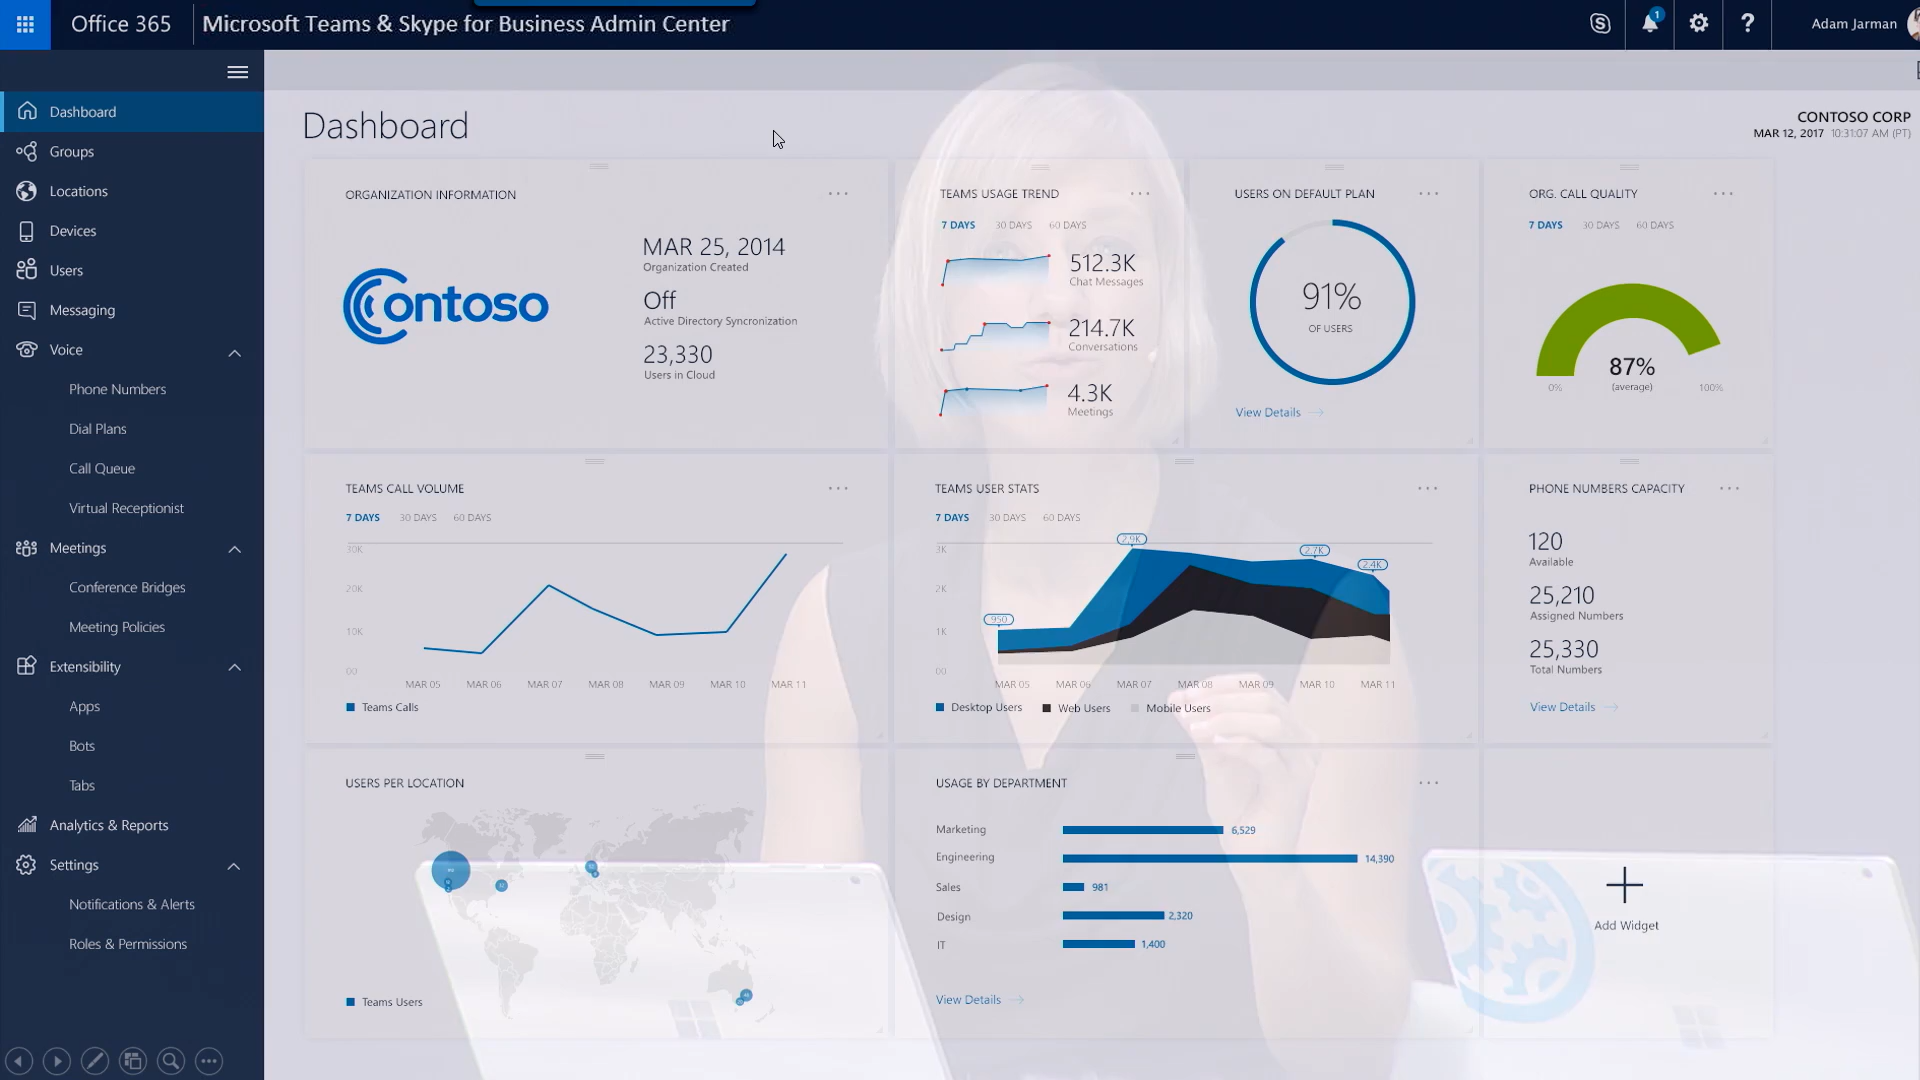 Office 365
Microsoft Teams & Skype for Business Admin Center
1
Adam Jarman
Dashboard
Groups
Locations
Devices
Users
Messaging
Voice
Phone Numbers
Dial Plans
Call Queue
Virtual Receptionist
Meetings
Conference Bridges
Meeting Policies
Extensibility
Apps
Bots
Tabs
Analytics & Reports
Settings
Notifications & Alerts
Roles & Permissions
Dashboard
CONTOSO CORP
MAR 12, 2017 10:31:07 AM (PT)
ORGANIZATION INFORMATION
Contoso
MAR 25, 2014
Organization Created
Off
Active Directory Syncronization
23,330
Users in Cloud
TEAMS USAGE TREND
7 DAYS 30 DAYS 60 DAYS
512.3K
Chat Messages
214.7K
Conversations
4.3K
Meetings
USERS ON DEFAULT PLAN
91%
OF USERS
View Details
ORG. CALL QUALITY
7 DAYS 30 DAYS 60 DAYS
87%
(average)
0% 100%
TEAMS CALL VOLUME
7 DAYS 30 DAYS 60 DAYS
30K
20K
10K
00
MAR 05 MAR 06 MAR 07 MAR 08 MAR 09 MAR 10 MAR 11
Teams Calls
TEAMS USER STATS
7 DAYS 30 DAYS 60 DAYS
3K
2K
1K
00
950
2.9K
2.7K
2.4K
MAR 05 MAR 06 MAR 07 MAR 08 MAR 09 MAR 10 MAR 11
Desktop Users Web Users Mobile Users
PHONE NUMBERS CAPACITY
120
Available
25,210
Assigned Numbers
25,330
Total Numbers
View Details
USERS PER LOCATION
Teams Users
USAGE BY DEPARTMENT
Marketing 6,529
Engineering 14,390
Sales 981
Design 2,320
IT 1,400
View Details
Add Widget